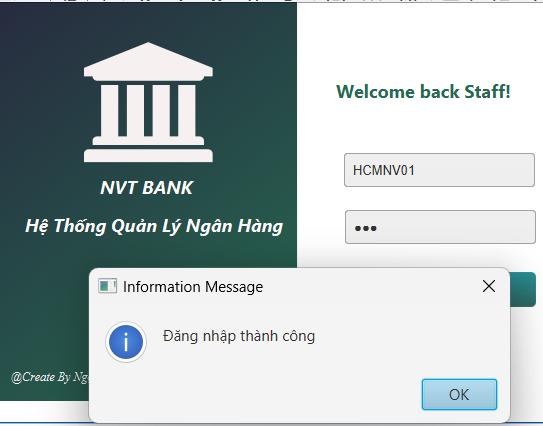 NVT BANK
Hệ Thống Quản Lý Ngân Hàng
@Create By
Welcome back Staff!
HCMNV01
Information Message
Đăng nhập thành công
OK